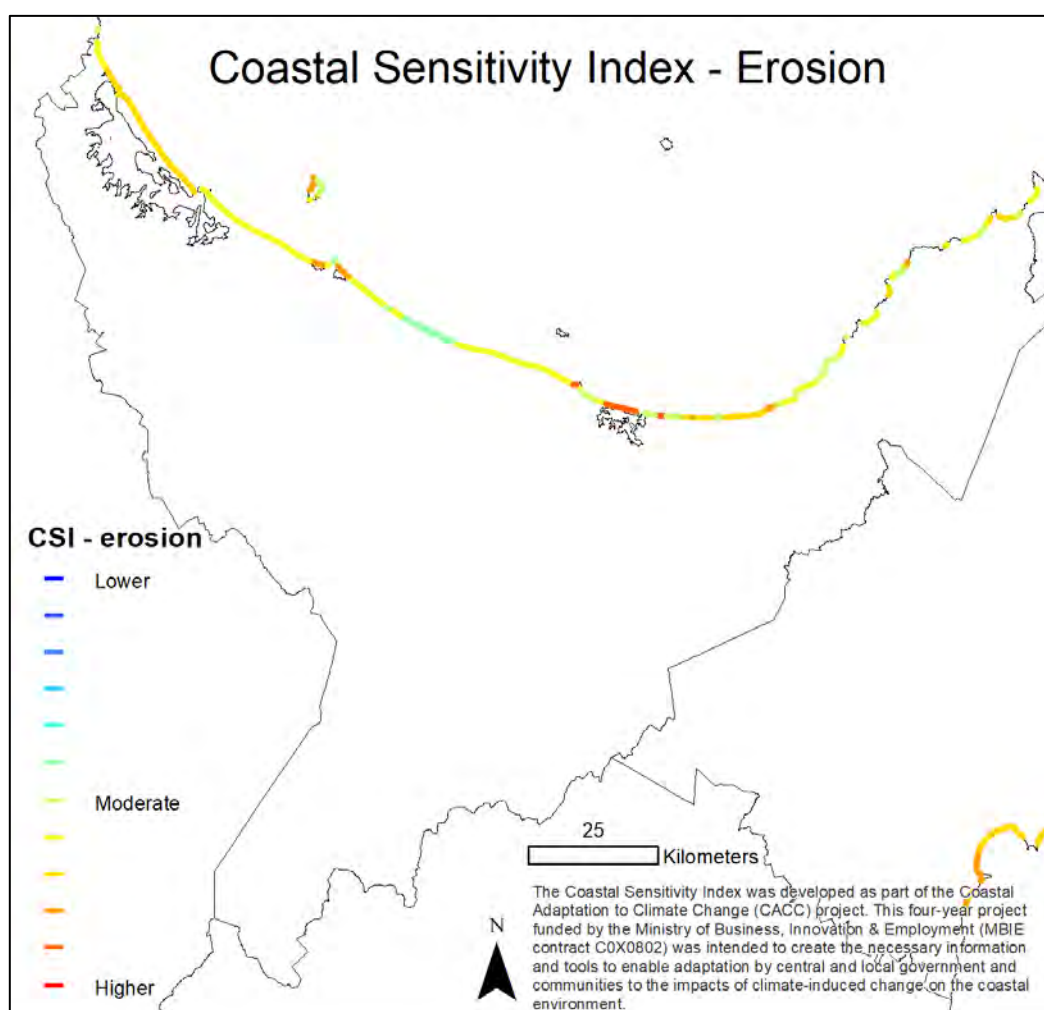 Coastal Sensitivity Index - Erosion
CSI - erosion
Lower
Moderate
Higher
25
Kilometers
N
The Coastal Sensitivity Index was developed as part of the Coastal
Adaptation to Climate Change (CACC) project. This four-year project
funded by the Ministry of Business, Innovation & Employment (MBIE
contract C0X0802) was intended to create the necessary information
and tools to enable adaptation by central and local government and
communities to the impacts of climate-induced change on the coastal
environment.